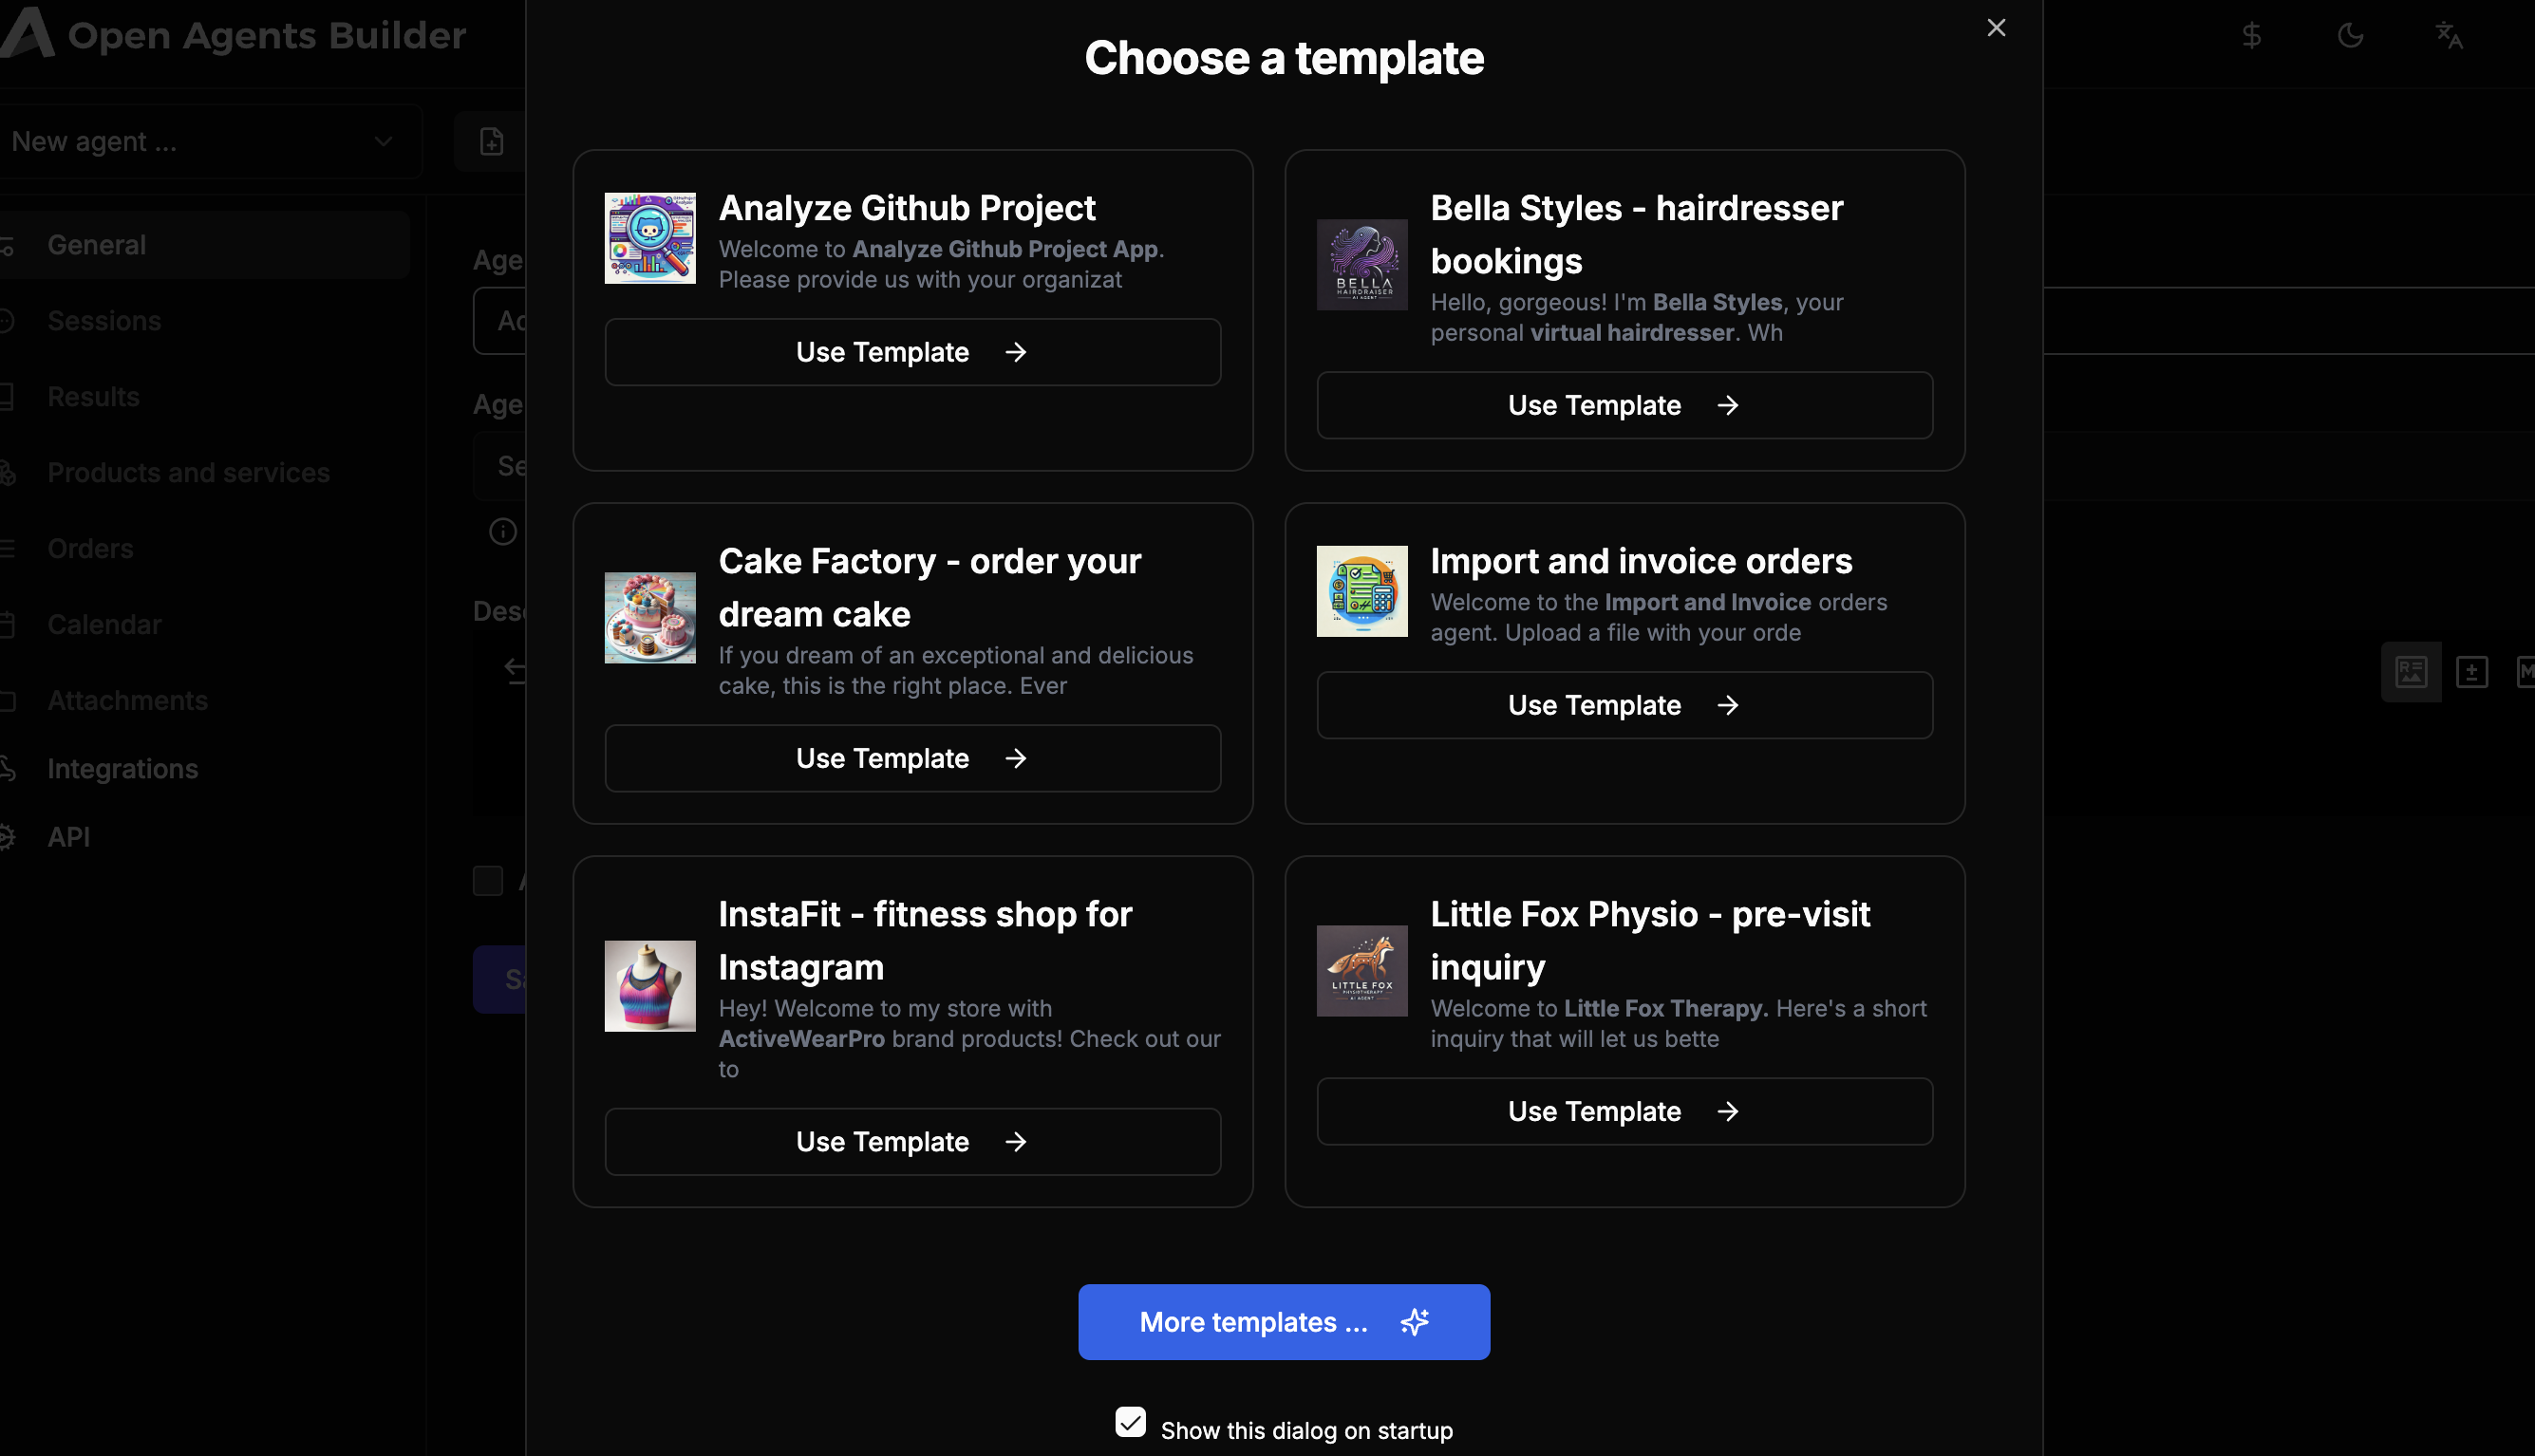 Open Agents Builder
New agent ...
General
Sessions
Results
Products and services
Orders
Calendar
Attachments
Integrations
API
Age
Age
Se
Choose a template
Analyze Github Project
Welcome to Analyze Github Project App.
Please provide us with your organizat
Use Template
Bella Styles - hairdresser
bookings
Hello, gorgeous! I'm Bella Styles, your
personal virtual hairdresser. Wh
Use Template
BELLA
Cake Factory - order your
dream cake
If you dream of an exceptional and delicious
cake, this is the right place. Ever
Use Template
Import and invoice orders
Welcome to the Import and Invoice orders
agent. Upload a file with your orde
Use Template
InstaFit - fitness shop for
Instagram
Hey! Welcome to my store with
ActiveWearPro brand products! Check out our
to
Use Template
LITTLE FOX
Little Fox Physio - pre-visit
inquiry
Welcome to Little Fox Therapy. Here's a short
inquiry that will let us bette
Use Template
More templates ...
Show this dialog on startup